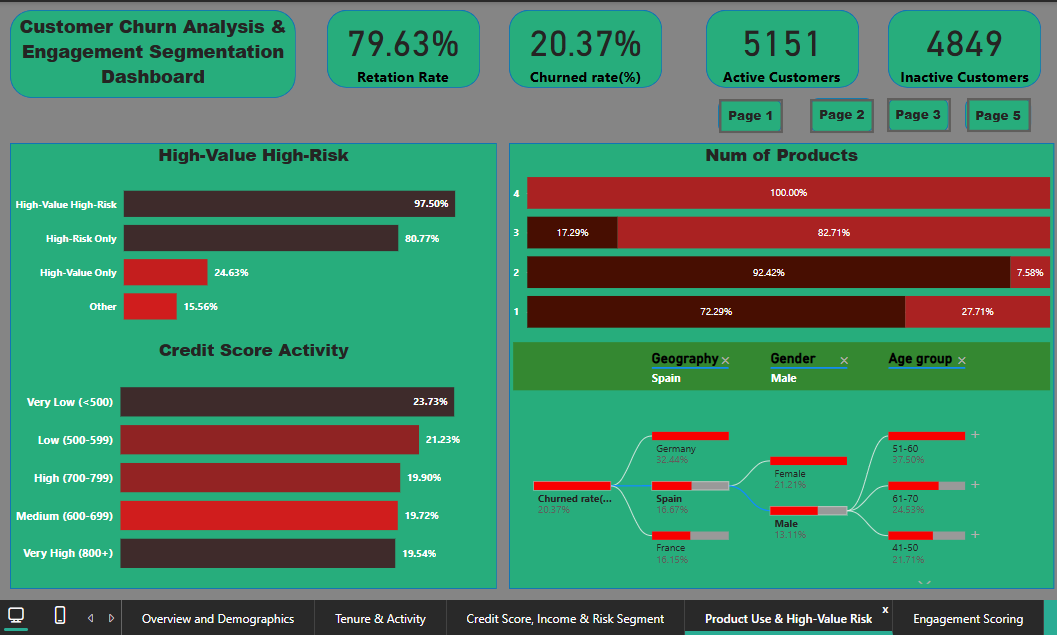 Customer Churn Analysis &
Engagement Segmentation
Dashboard
79.63%
Retation Rate
20.37%
Churned rate(%)
5151
Active Customers
4849
Inactive Customers
Page 1
Page 2
Page 3
Page 5
High-Value High-Risk
High-Value High-Risk 97.50%
High-Risk Only 80.77%
High-Value Only 24.63%
Other 15.56%
Credit Score Activity
Very Low (<500) 23.73%
Low (500-599) 21.23%
High (700-799) 19.90%
Medium (600-699) 19.72%
Very High (800+) 19.54%
Num of Products
4 100.00%
3 17.29% 82.71%
2 92.42% 7.58%
1 72.29% 27.71%
Geography
Spain
Gender
Male
Age group
Churned rate(...
20.37%
Germany
32.44%
Spain
16.67%
France
16.15%
Female
21.21%
Male
13.11%
51-60
37.50%
61-70
24.53%
41-50
21.71%
Overview and Demographics
Tenure & Activity
Credit Score, Income & Risk Segment
Product Use & High-Value Risk
Engagement Scoring